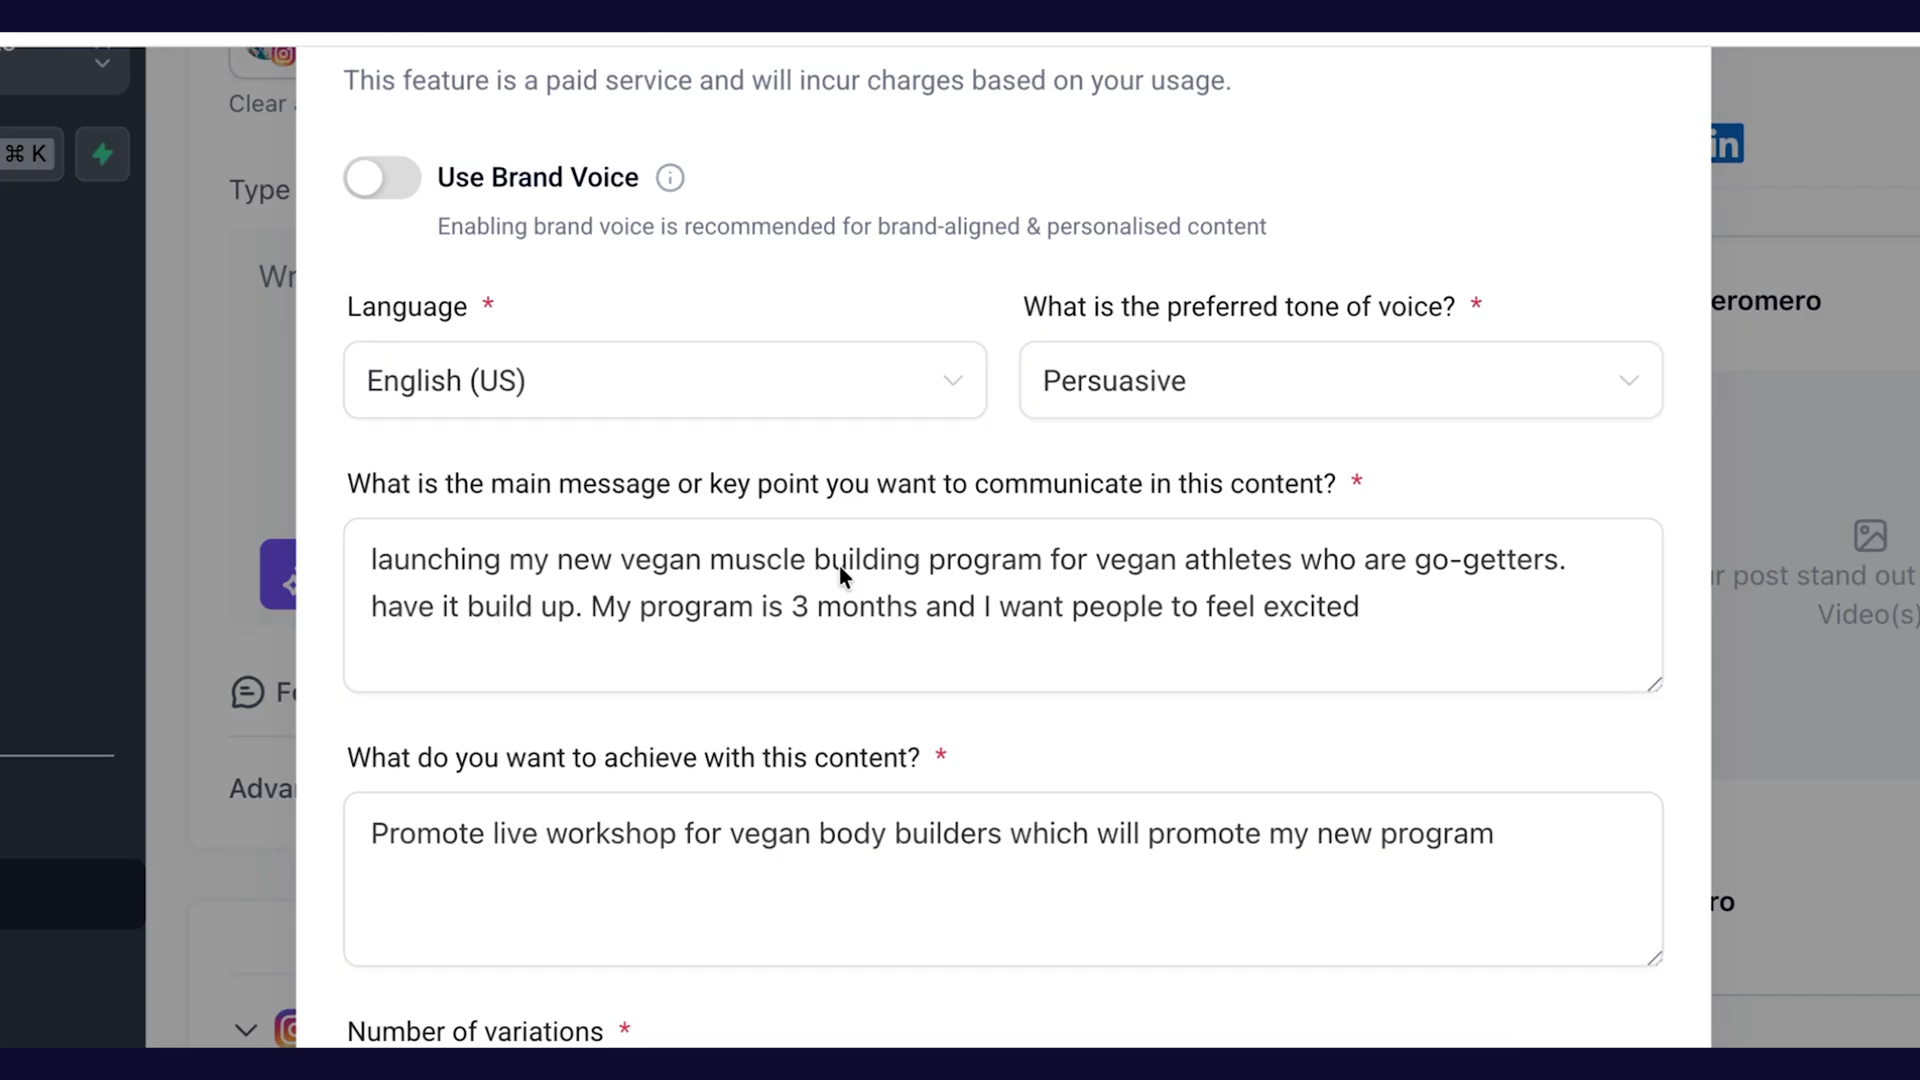 This feature is a paid service and will incur charges based on your usage.
Clear
⌘ K
in
Type
Use Brand Voice
Enabling brand voice is recommended for brand-aligned & personalised content
Wr
Language *
What is the preferred tone of voice? *
eromero
English (US)
Persuasive
What is the main message or key point you want to communicate in this content? *
launching my new vegan muscle building program for vegan athletes who are go-getters.
have it build up. My program is 3 months and I want people to feel excited
r post stand out
Video(s)
Fo
What do you want to achieve with this content? *
Adva
Promote live workshop for vegan body builders which will promote my new program
ro
Number of variations *